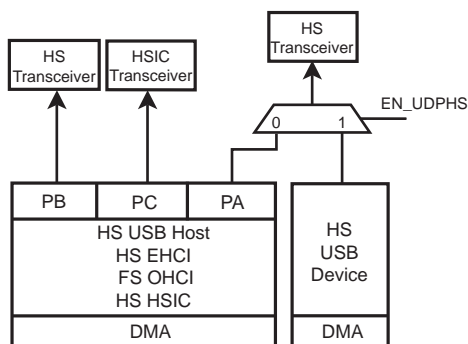 HS
Transceiver
HSIC
Transceiver
HS
Transceiver
EN_UDPHS
0
1
PB
PC
PA
HS USB Host
HS EHCI
FS OHCI
HS HSIC
DMA
HS
USB
Device
DMA